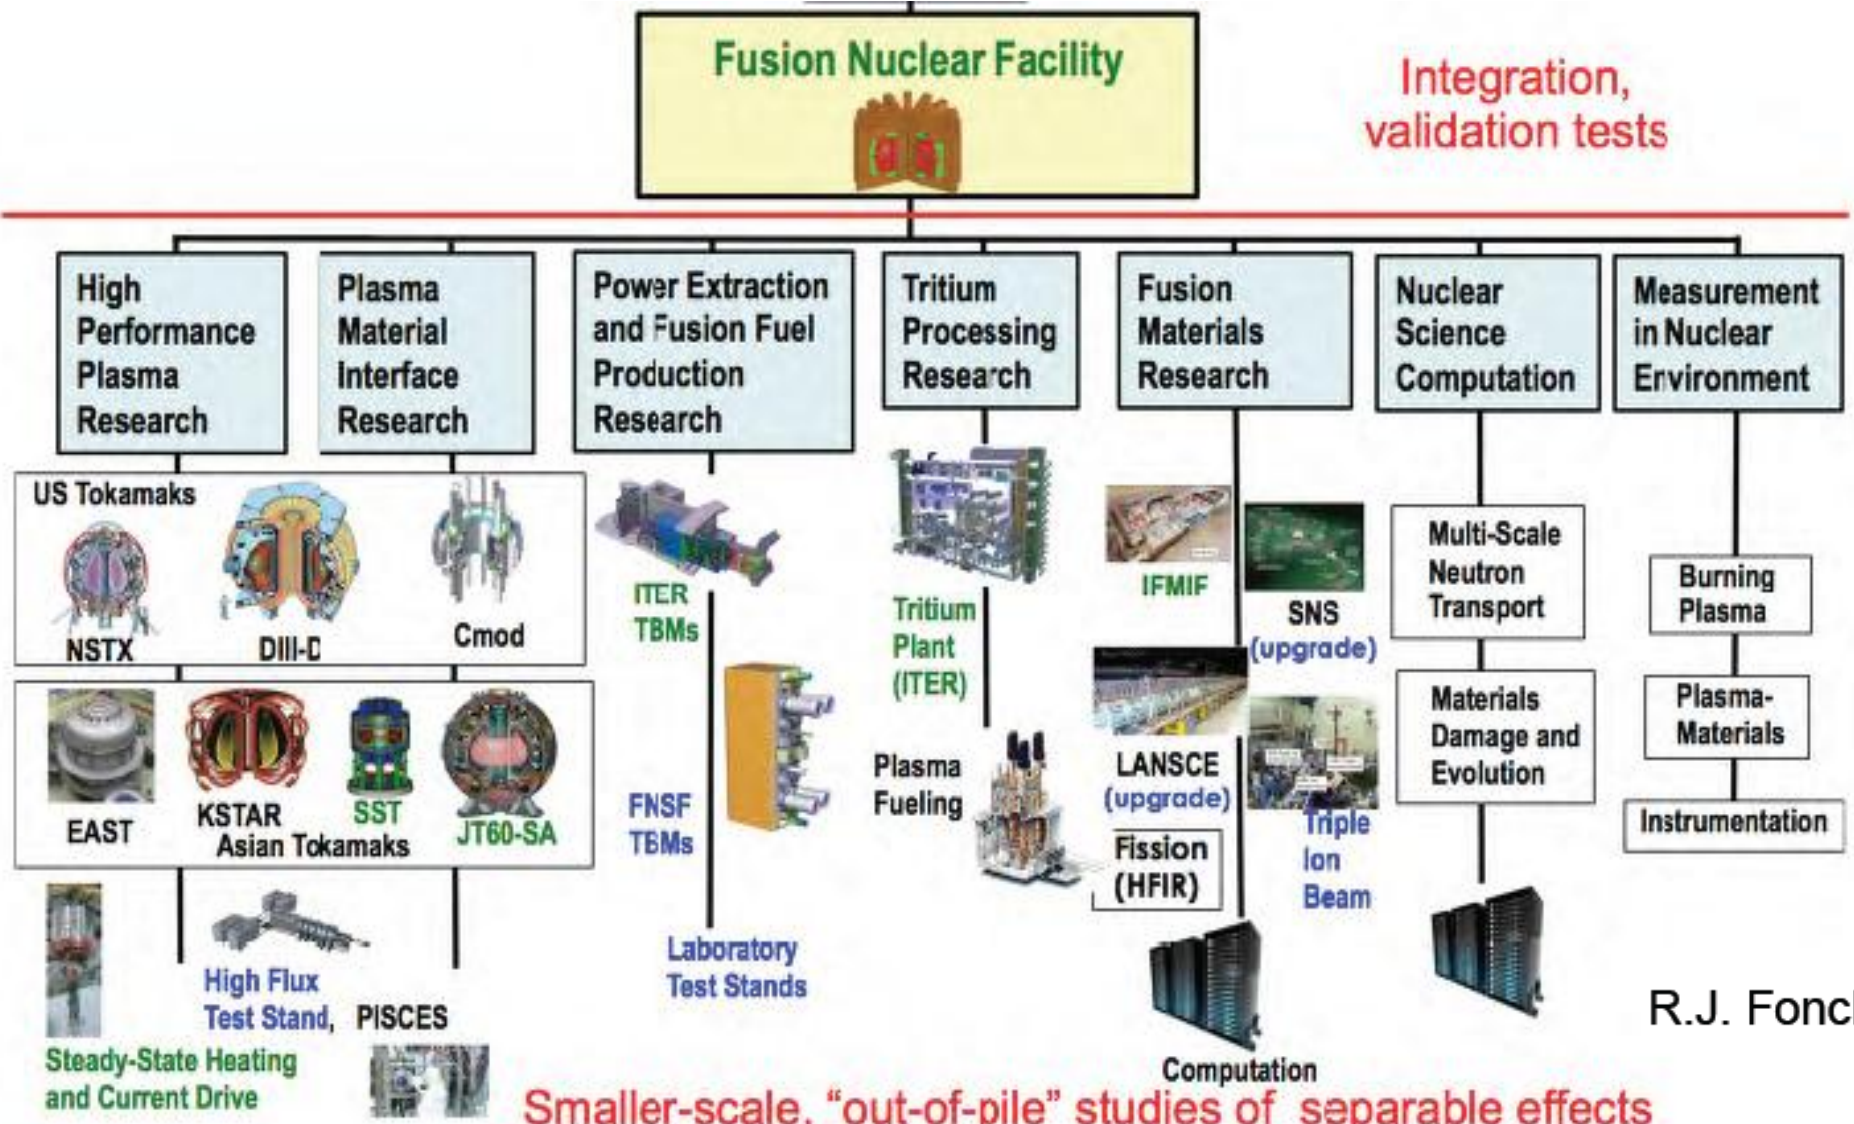 Fusion Nuclear Facility
Integration,
validation tests
High
Performance
Plasma
Research
Plasma
Material
Interface
Research
Power Extraction
and Fusion Fuel
Production
Research
Tritium
Processing
Research
Fusion
Materials
Research
Nuclear
Science
Computation
Measurement
in Nuclear
Environment
US Tokamaks
NSTX
DIII-D
Cmod
EAST
KSTAR
SST
JT60-SA
Asian Tokamaks
High Flux
Test Stand, PISCES
Steady-State Heating
and Current Drive
ITER
TBMs
FNSF
TBMs
Laboratory
Test Stands
Tritium
Plant
(ITER)
Plasma
Fueling
IFMIF
SNS
(upgrade)
LANSCE
(upgrade)
Fission
(HFIR)
Triple
Ion
Beam
Computation
Multi-Scale
Neutron
Transport
Materials
Damage and
Evolution
Burning
Plasma
Plasma-
Materials
Instrumentation
R.J. Fonc
Smaller-scale, “out-of-pile” studies of separable effects